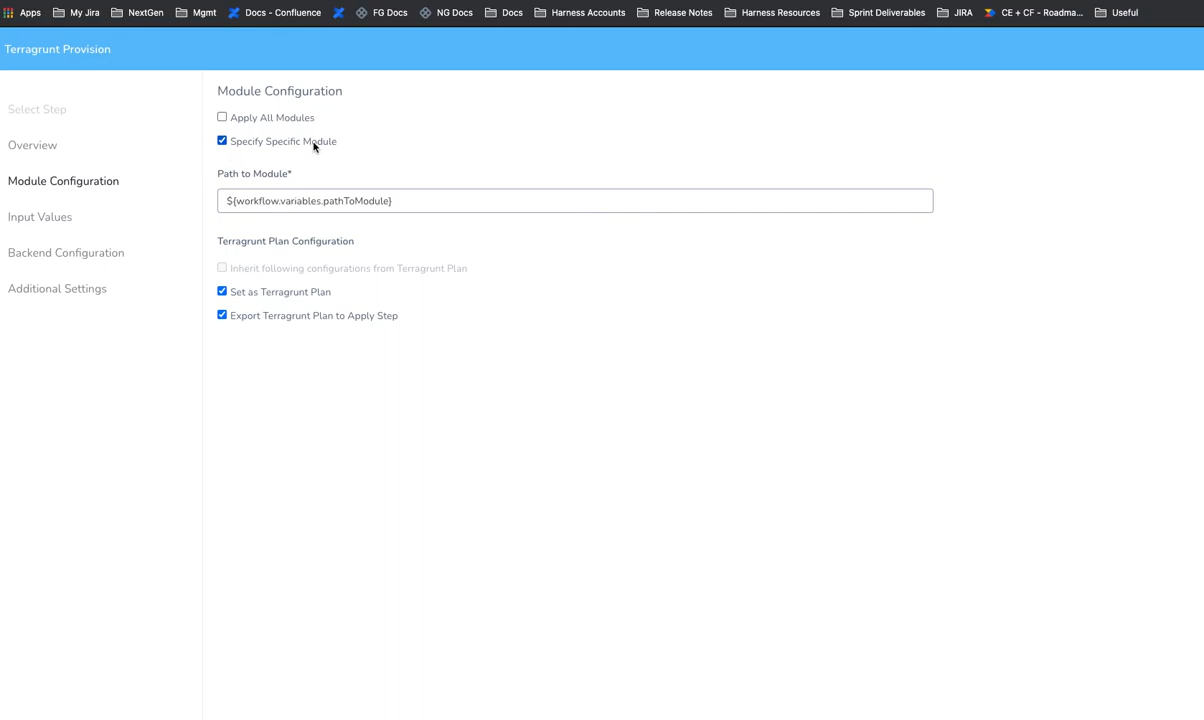 Apps My Jira NextGen Mgmt Docs - Confluence FG Docs NG Docs Docs Harness Accounts Release Notes Harness Resources Sprint Deliverables JIRA CE + CF - Roadma... Useful
Terragrunt Provision
Select Step
Overview
Module Configuration
Input Values
Backend Configuration
Additional Settings
Module Configuration
Apply All Modules
Specify Specific Module
Path to Module*
${workflow.variables.pathToModule}
Terragrunt Plan Configuration
Inherit following configurations from Terragrunt Plan
Set as Terragrunt Plan
Export Terragrunt Plan to Apply Step